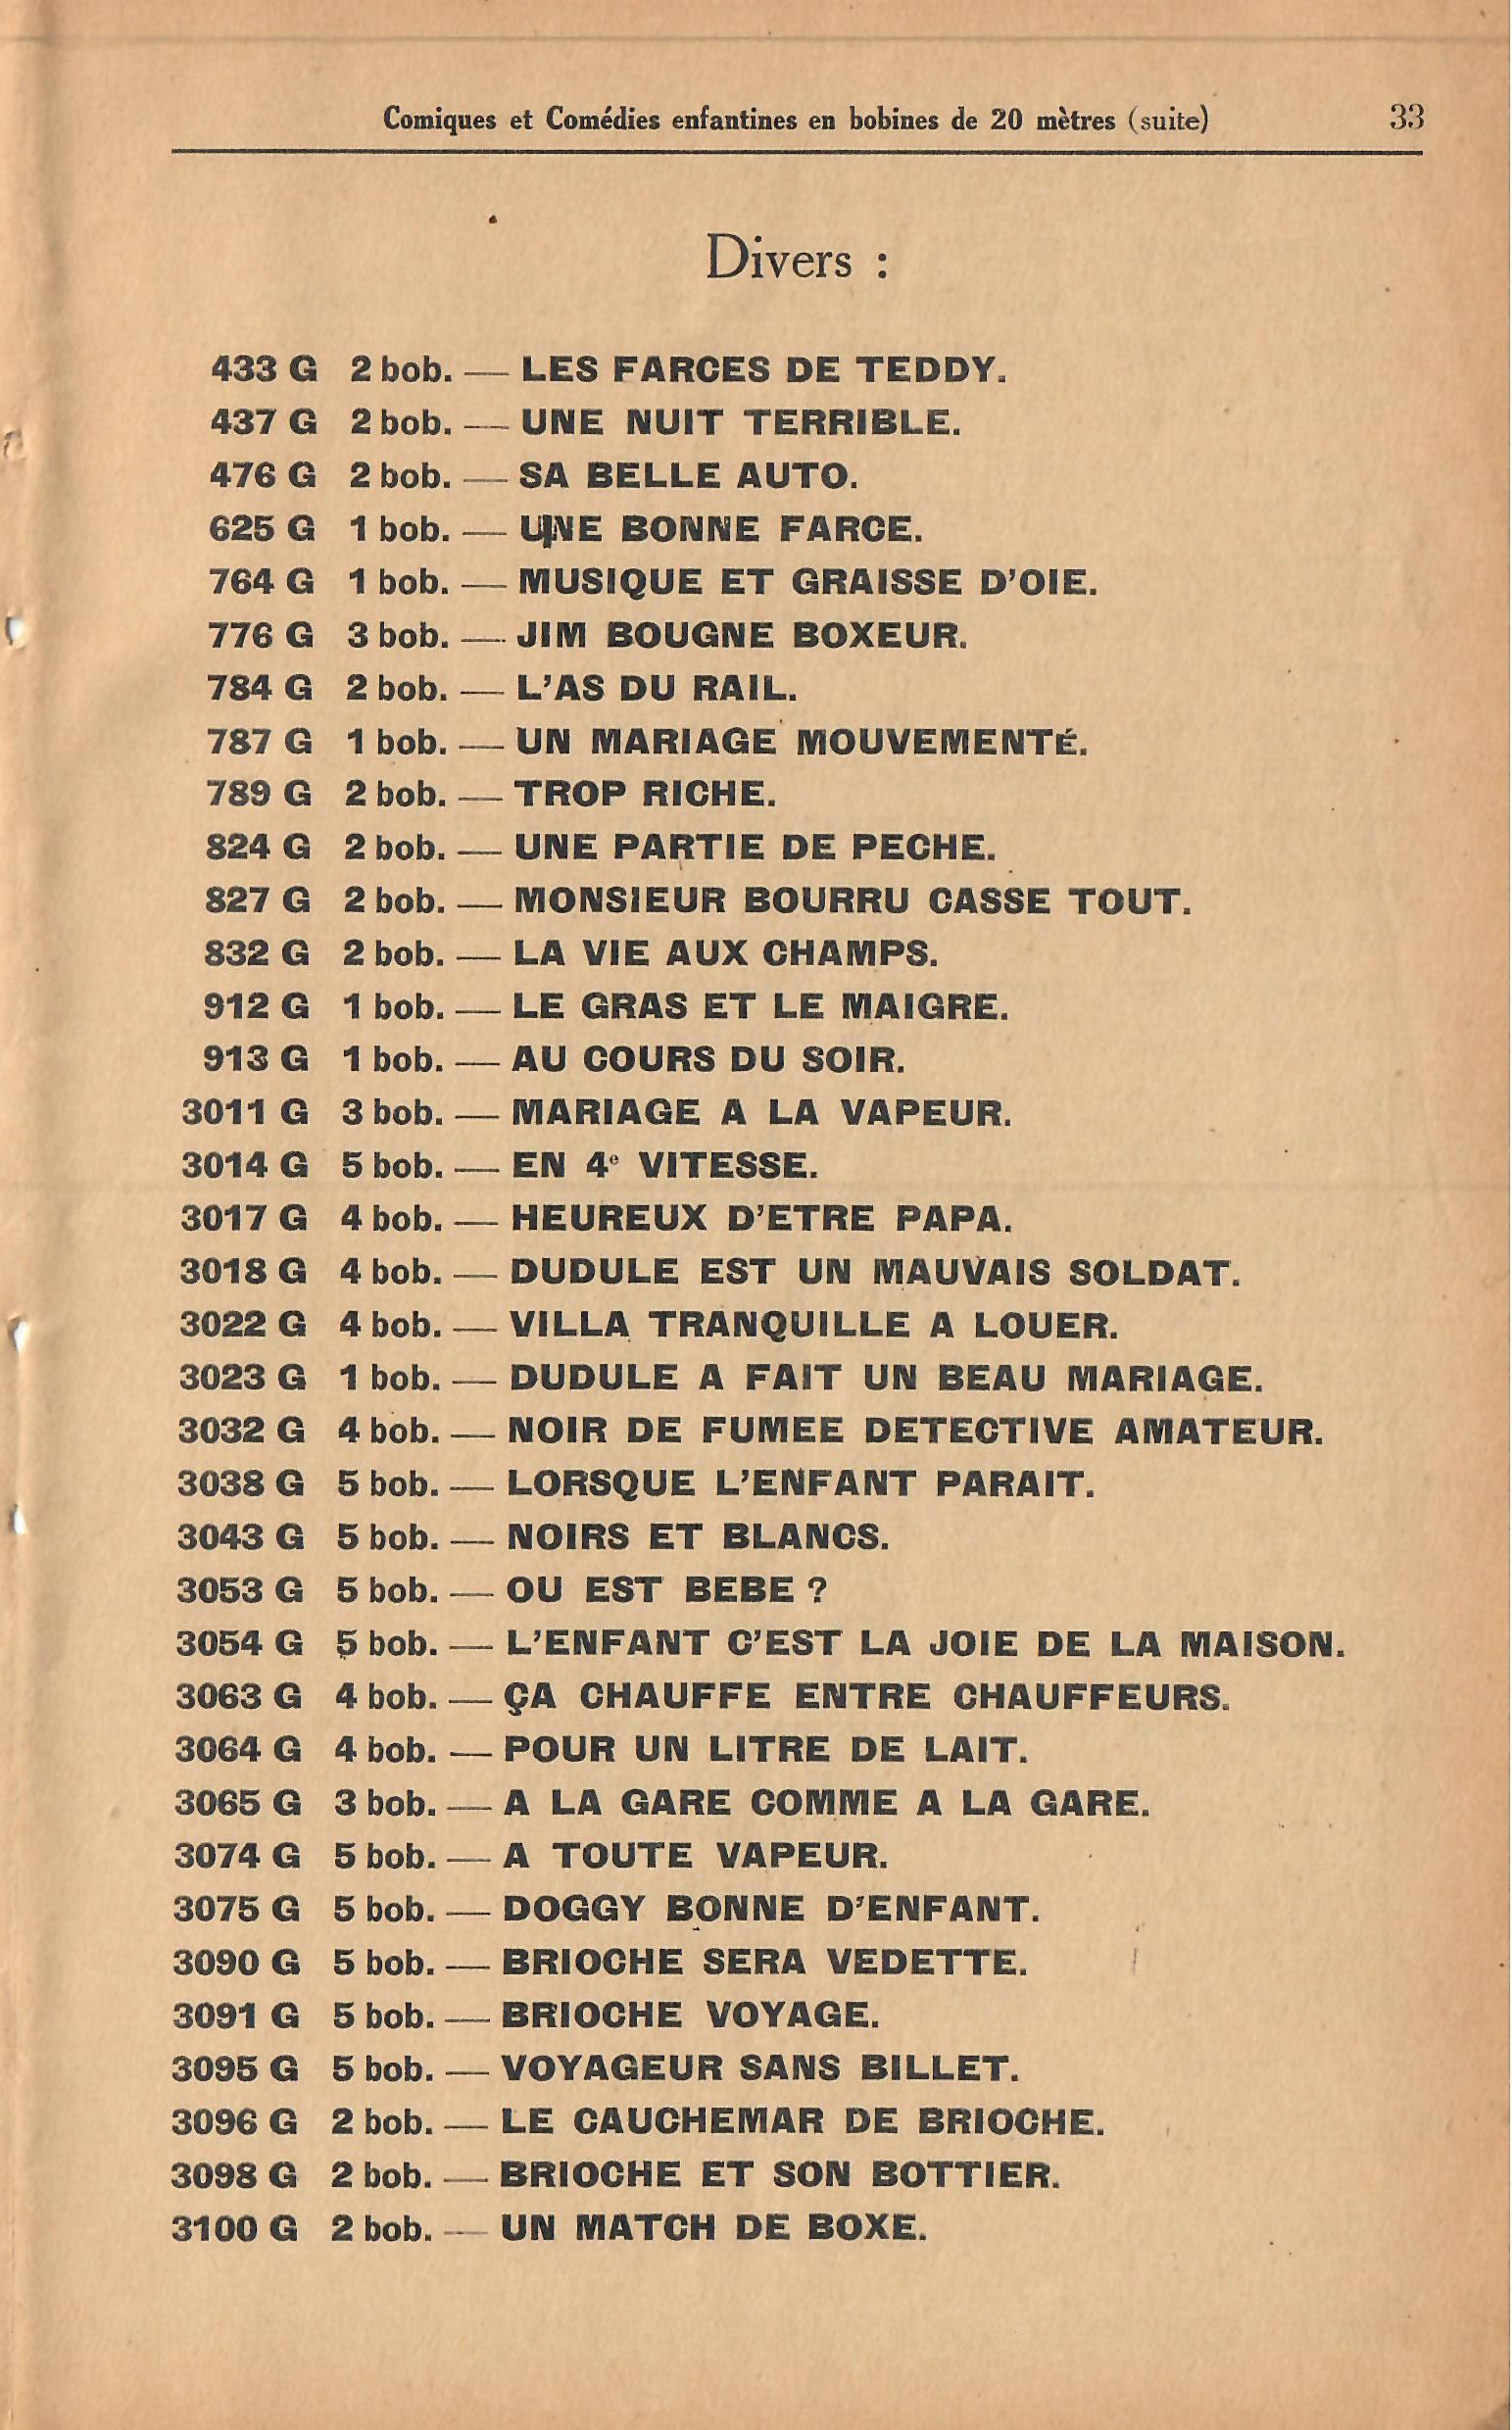 Comiques et Comédies enfantines en bobines de 20 mètres (suite) 33
Divers :
433 G 2 bob. — LES FARCES DE TEDDY.
437 G 2 bob. — UNE NUIT TERRIBLE.
476 G 2 bob. — SA BELLE AUTO.
625 G 1 bob. — UNE BONNE FARCE.
764 G 1 bob. — MUSIQUE ET GRAISSE D'OIE.
776 G 3 bob. — JIM BOUGNE BOXEUR.
784 G 2 bob. — L'AS DU RAIL.
787 G 1 bob. — UN MARIAGE MOUVEMENTÉ.
789 G 2 bob. — TROP RICHE.
824 G 2 bob. — UNE PARTIE DE PECHE.
827 G 2 bob. — MONSIEUR BOURRU CASSE TOUT.
832 G 2 bob. — LA VIE AUX CHAMPS.
912 G 1 bob. — LE GRAS ET LE MAIGRE.
913 G 1 bob. — AU COURS DU SOIR.
3011 G 3 bob. — MARIAGE A LA VAPEUR.
3014 G 5 bob. — EN 4e VITESSE.
3017 G 4 bob. — HEUREUX D'ETRE PAPA.
3018 G 4 bob. — DUDULE EST UN MAUVAIS SOLDAT.
3022 G 4 bob. — VILLA TRANQUILLE A LOUER.
3023 G 1 bob. — DUDULE A FAIT UN BEAU MARIAGE.
3032 G 4 bob. — NOIR DE FUMEE DETECTIVE AMATEUR.
3038 G 5 bob. — LORSQUE L'ENFANT PARAIT.
3043 G 5 bob. — NOIRS ET BLANCS.
3053 G 5 bob. — OU EST BEBE ?
3054 G 5 bob. — L'ENFANT C'EST LA JOIE DE LA MAISON.
3063 G 4 bob. — ÇA CHAUFFE ENTRE CHAUFFEURS.
3064 G 4 bob. — POUR UN LITRE DE LAIT.
3065 G 3 bob. — A LA GARE COMME A LA GARE.
3074 G 5 bob. — A TOUTE VAPEUR.
3075 G 5 bob. — DOGGY BONNE D'ENFANT.
3090 G 5 bob. — BRIOCHE SERA VEDETTE.
3091 G 5 bob. — BRIOCHE VOYAGE.
3095 G 5 bob. — VOYAGEUR SANS BILLET.
3096 G 2 bob. — LE CAUCHEMAR DE BRIOCHE.
3098 G 2 bob. — BRIOCHE ET SON BOTTIER.
3100 G 2 bob. — UN MATCH DE BOXE.